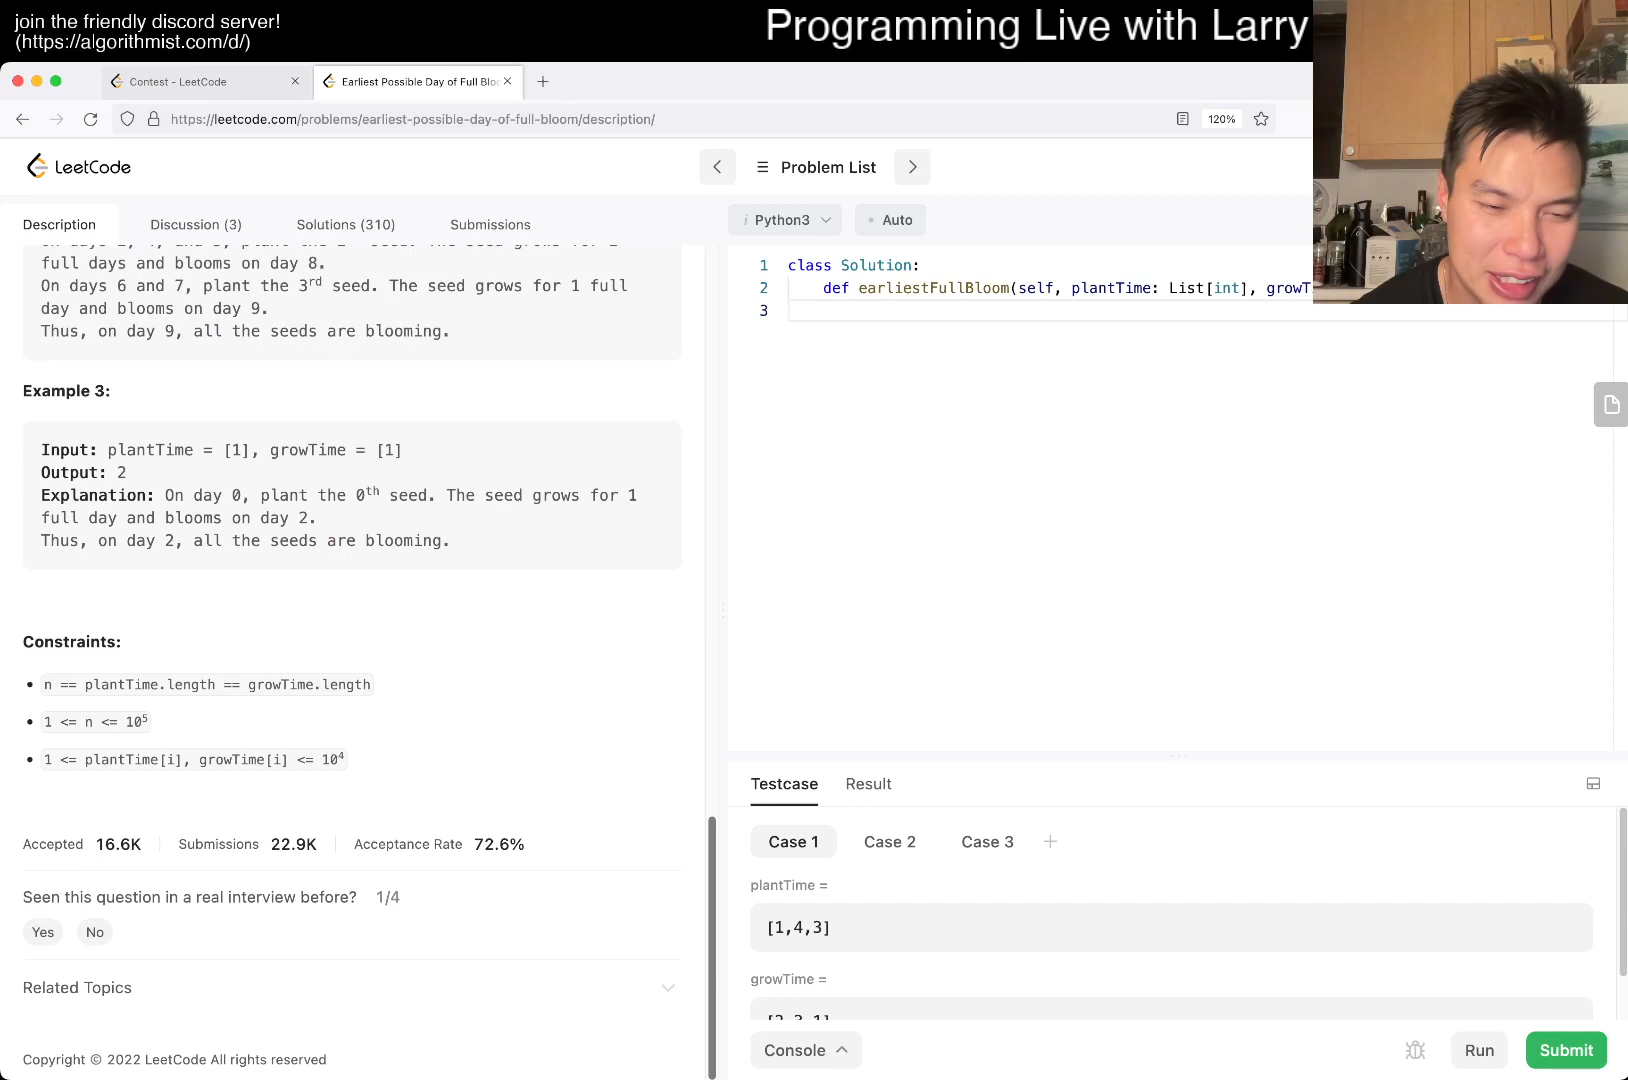 join the friendly discord server!
(https://algorithmist.com/d/)
Programming Live with Larry
Contest - LeetCode
Earliest Possible Day of Full Bloo
https://leetcode.com/problems/earliest-possible-day-of-full-bloom/description/
120%
LeetCode
Problem List
Description
Discussion (3)
Solutions (310)
Submissions
i Python3
Auto
full days and blooms on day 8.
On days 6 and 7, plant the 3rd seed. The seed grows for 1 full
day and blooms on day 9.
Thus, on day 9, all the seeds are blooming.
Example 3:
Input: plantTime = [1], growTime = [1]
Output: 2
Explanation: On day 0, plant the 0th seed. The seed grows for 1
full day and blooms on day 2.
Thus, on day 2, all the seeds are blooming.
Constraints:
n == plantTime.length == growTime.length
1 <= n <= 10^5
1 <= plantTime[i], growTime[i] <= 10^4
Accepted 16.6K
Submissions 22.9K
Acceptance Rate 72.6%
Seen this question in a real interview before? 1/4
Yes
No
Related Topics
Copyright © 2022 LeetCode All rights reserved
1 class Solution:
2 def earliestFullBloom(self, plantTime: List[int], growT
3
Testcase
Result
Case 1
Case 2
Case 3
plantTime =
[1,4,3]
growTime =
Console
Run
Submit